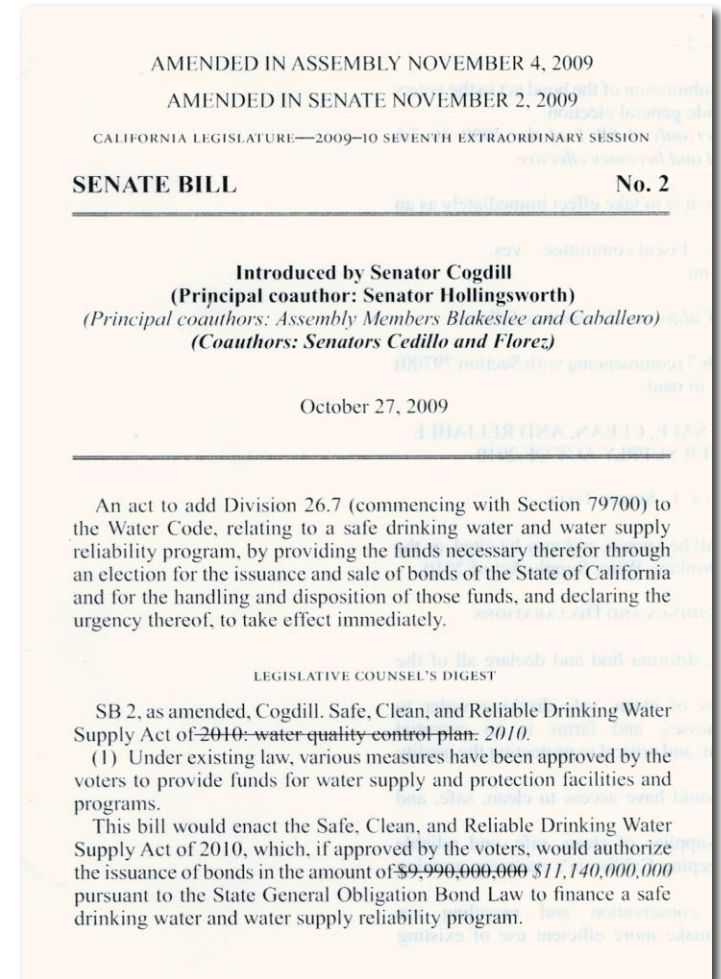 AMENDED IN ASSEMBLY NOVEMBER 4, 2009
AMENDED IN SENATE NOVEMBER 2, 2009
CALIFORNIA LEGISLATURE—2009–10 SEVENTH EXTRAORDINARY SESSION
SENATE BILL No. 2
Introduced by Senator Cogdill
(Principal coauthor: Senator Hollingsworth)
(Principal coauthors: Assembly Members Blakeslee and Caballero)
(Coauthors: Senators Cedillo and Florez)
October 27, 2009
An act to add Division 26.7 (commencing with Section 79700) to
the Water Code, relating to a safe drinking water and water supply
reliability program, by providing the funds necessary therefor through
an election for the issuance and sale of bonds of the State of California
and for the handling and disposition of those funds, and declaring the
urgency thereof, to take effect immediately.
LEGISLATIVE COUNSEL'S DIGEST
SB 2, as amended, Cogdill. Safe, Clean, and Reliable Drinking Water
Supply Act of 2010: water quality control plan. 2010.
(1) Under existing law, various measures have been approved by the
voters to provide funds for water supply and protection facilities and
programs.
This bill would enact the Safe, Clean, and Reliable Drinking Water
Supply Act of 2010, which, if approved by the voters, would authorize
the issuance of bonds in the amount of $9,990,000,000 $11,140,000,000
pursuant to the State General Obligation Bond Law to finance a safe
drinking water and water supply reliability program.